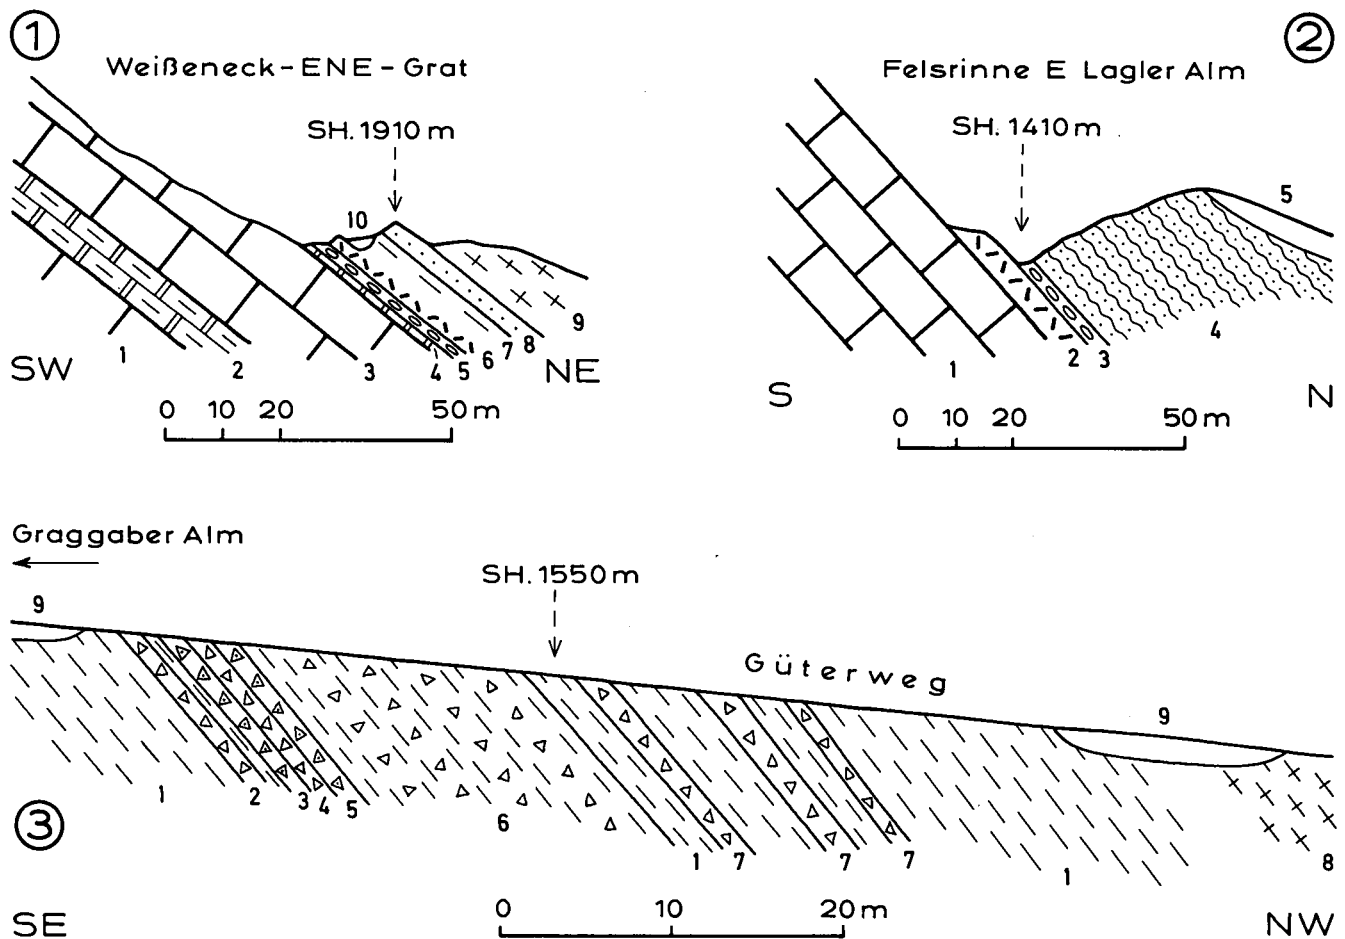 1
Weißeneck-ENE-Grat
SH. 1910 m
10
1
2
3
4
5
6
7
8
9
SW
NE
0 10 20 50 m
2
Felsrinne E Lagler Alm
SH. 1410 m
5
1
2
3
4
S
N
0 10 20 50 m
Graggaber Alm
9
SH. 1550 m
Güterweg
9
1
2
3
4
5
6
1
7
7
7
1
8
3
SE
NW
0 10 20 m